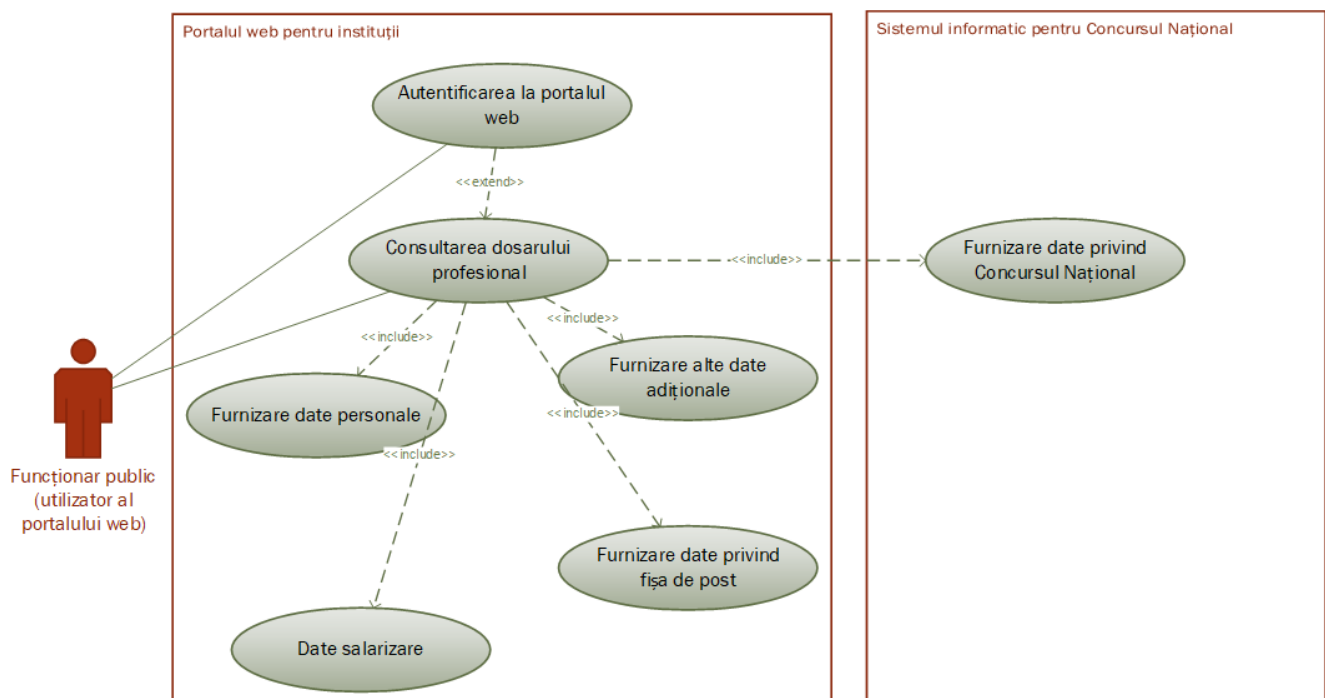 Portalul web pentru instituții
Sistemul informatic pentru Concursul Național
Autentificarea la portalul
web
<<extend>>
Consultarea dosarului
profesional
<<include>>
Furnizare date privind
Concursul Național
<<include>>
<<include>>
Furnizare alte date
adiționale
Furnizare date personale
<<include>>
<<include>>
Funcționar public
(utilizator al
portalului web)
Furnizare date privind
fișa de post
Date salarizare